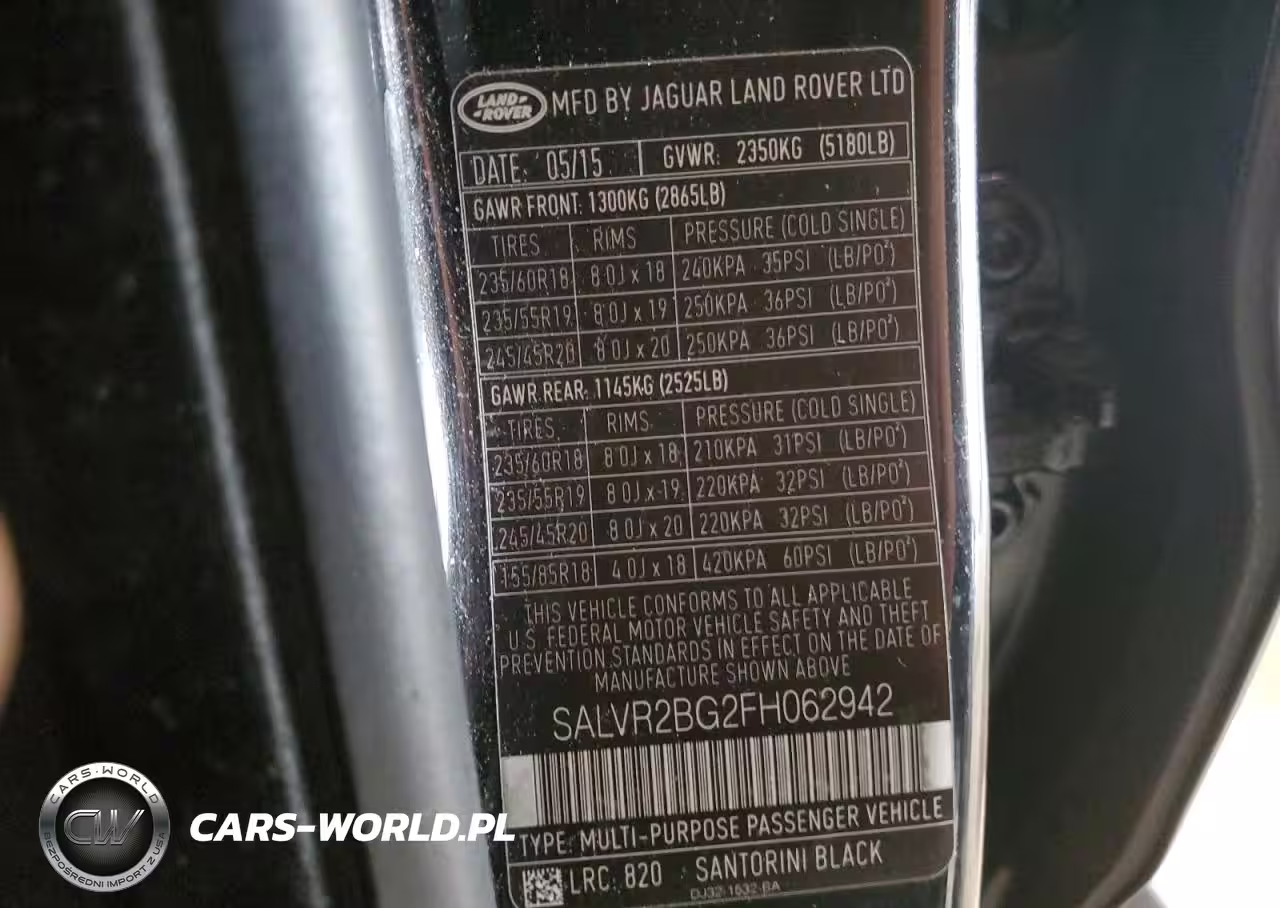 LAND-
-ROVER
MFD BY JAGUAR LAND ROVER LTD
DATE: 05/15 GVWR: 2350KG (5180LB)
GAWR FRONT: 1300KG (2865LB)
TIRES RIMS PRESSURE (COLD SINGLE)
235/60R18 8.0J x 18 240KPA 35PSI (LB/PO²)
235/55R19 8.0J x 19 250KPA 36PSI (LB/PO²)
245/45R20 8.0J x 20 250KPA 36PSI (LB/PO²)
GAWR REAR: 1145KG (2525LB)
TIRES RIMS PRESSURE (COLD SINGLE)
235/60R18 8.0J x 18 210KPA 31PSI (LB/PO²)
235/55R19 8.0J x 19 220KPA 32PSI (LB/PO²)
245/45R20 8.0J x 20 220KPA 32PSI (LB/PO²)
155/85R18 4.0J x 18 420KPA 60PSI (LB/PO²)
THIS VEHICLE CONFORMS TO ALL APPLICABLE
U.S. FEDERAL MOTOR VEHICLE SAFETY AND THEFT
PREVENTION STANDARDS IN EFFECT ON THE DATE OF
MANUFACTURE SHOWN ABOVE
SALVR2BG2FH062942
TYPE: MULTI-PURPOSE PASSENGER VEHICLE
LRC: 820 SANTORINI BLACK
DJ32-1532-BA
CARS-WORLD
CW
BEZPOŚREDNI IMPORT Z USA
CARS-WORLD.PL